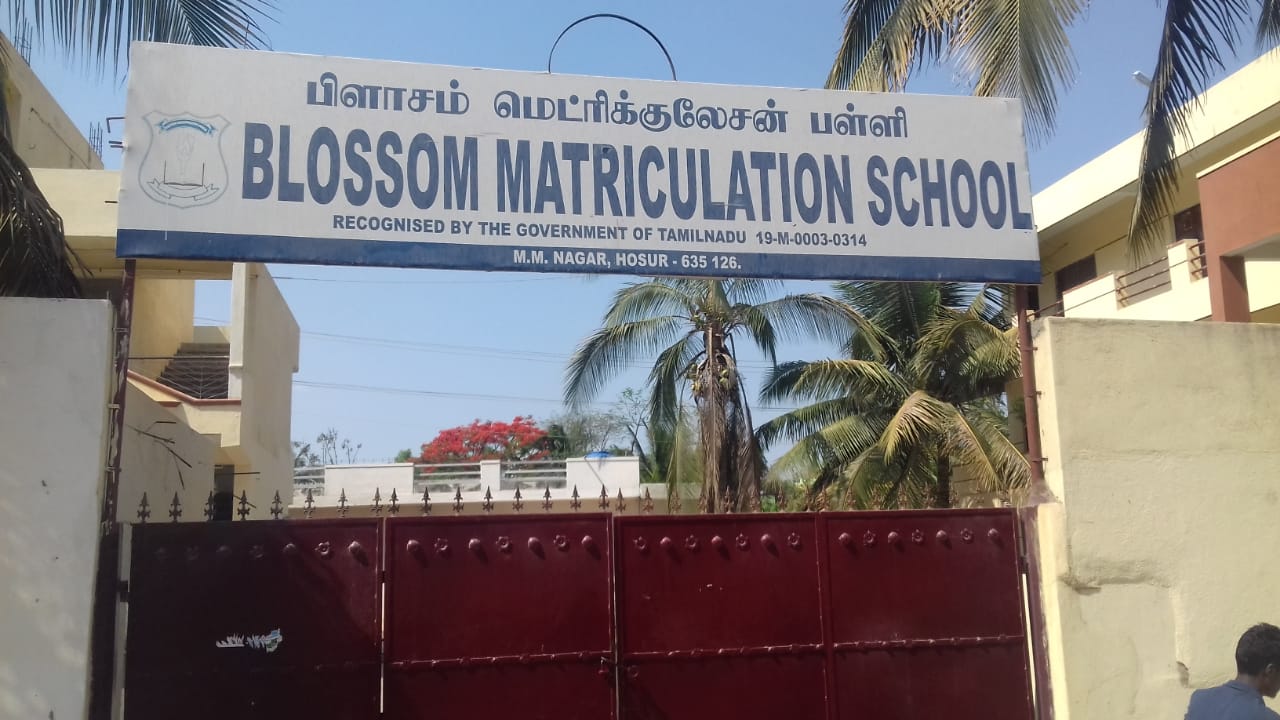 பிளாசம் மெட்ரிக்குலேசன் பள்ளி
BLOSSOM MATRICULATION SCHOOL
RECOGNISED BY THE GOVERNMENT OF TAMILNADU 19-M-0003-0314
M.M. NAGAR, HOSUR - 635 126.